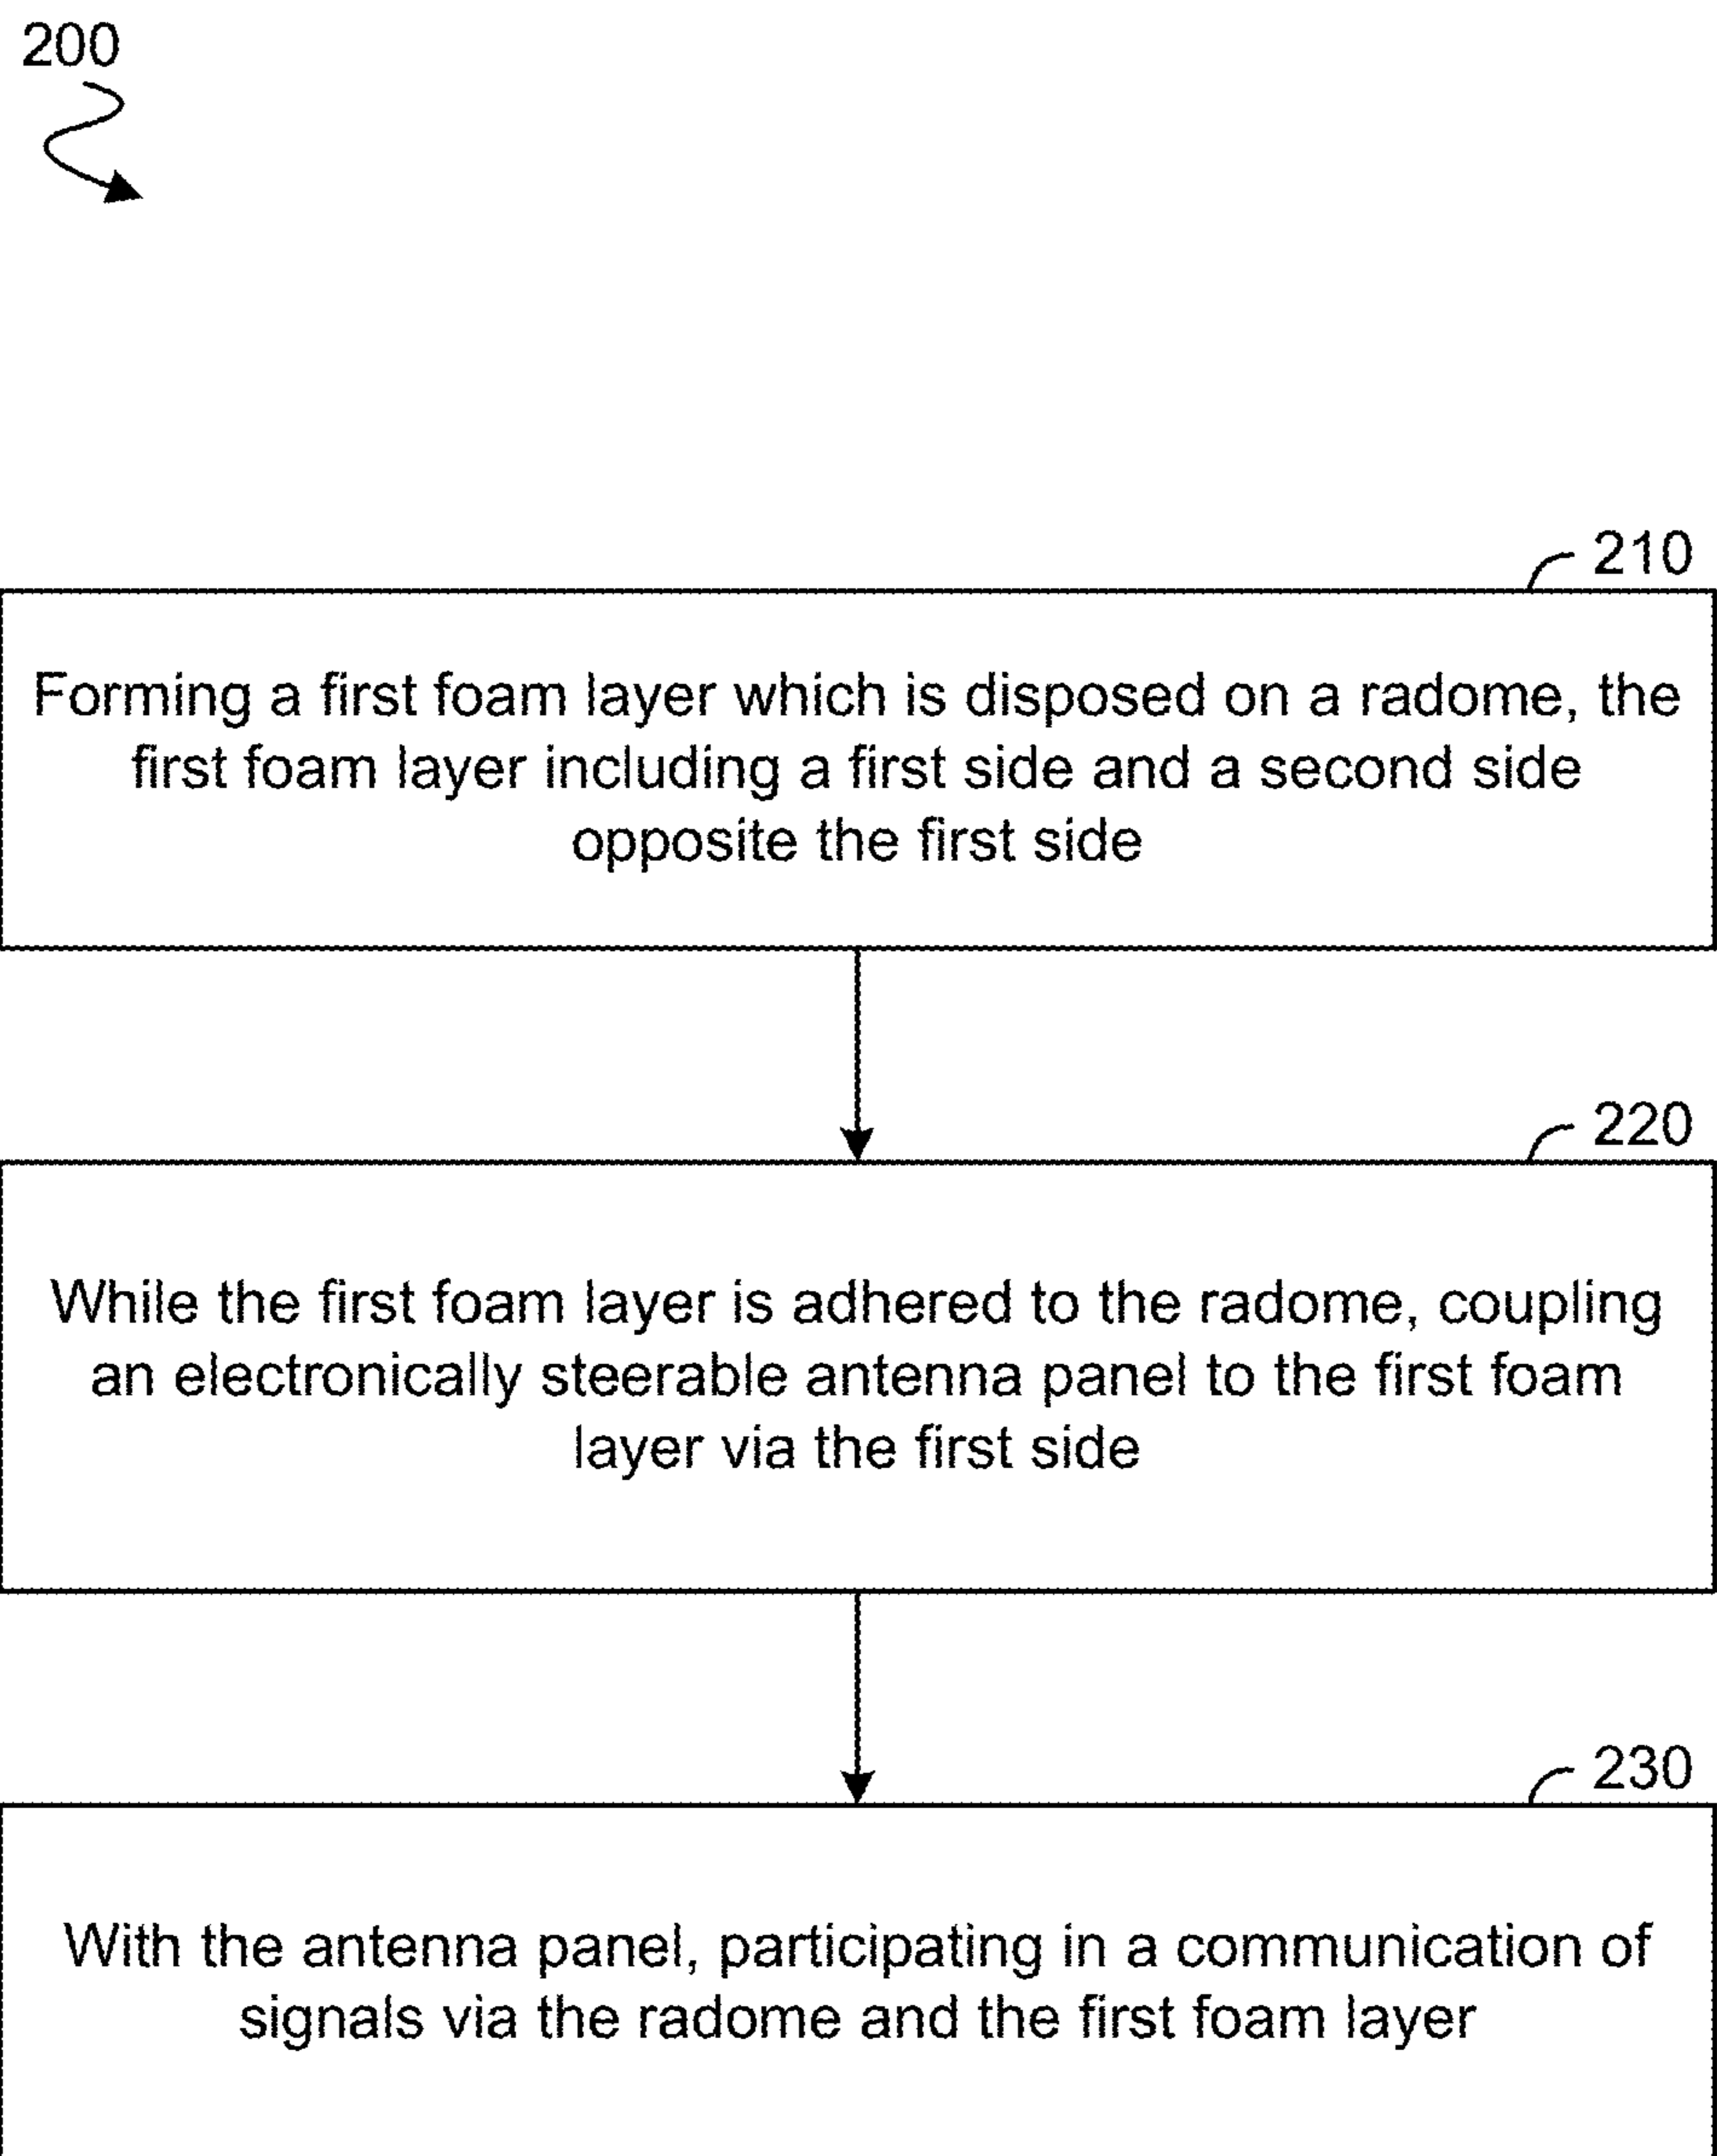 200
210
Forming a first foam layer which is disposed on a radome, the
first foam layer including a first side and a second side
opposite the first side
220
While the first foam layer is adhered to the radome, coupling
an electronically steerable antenna panel to the first foam
layer via the first side
230
With the antenna panel, participating in a communication of
signals via the radome and the first foam layer